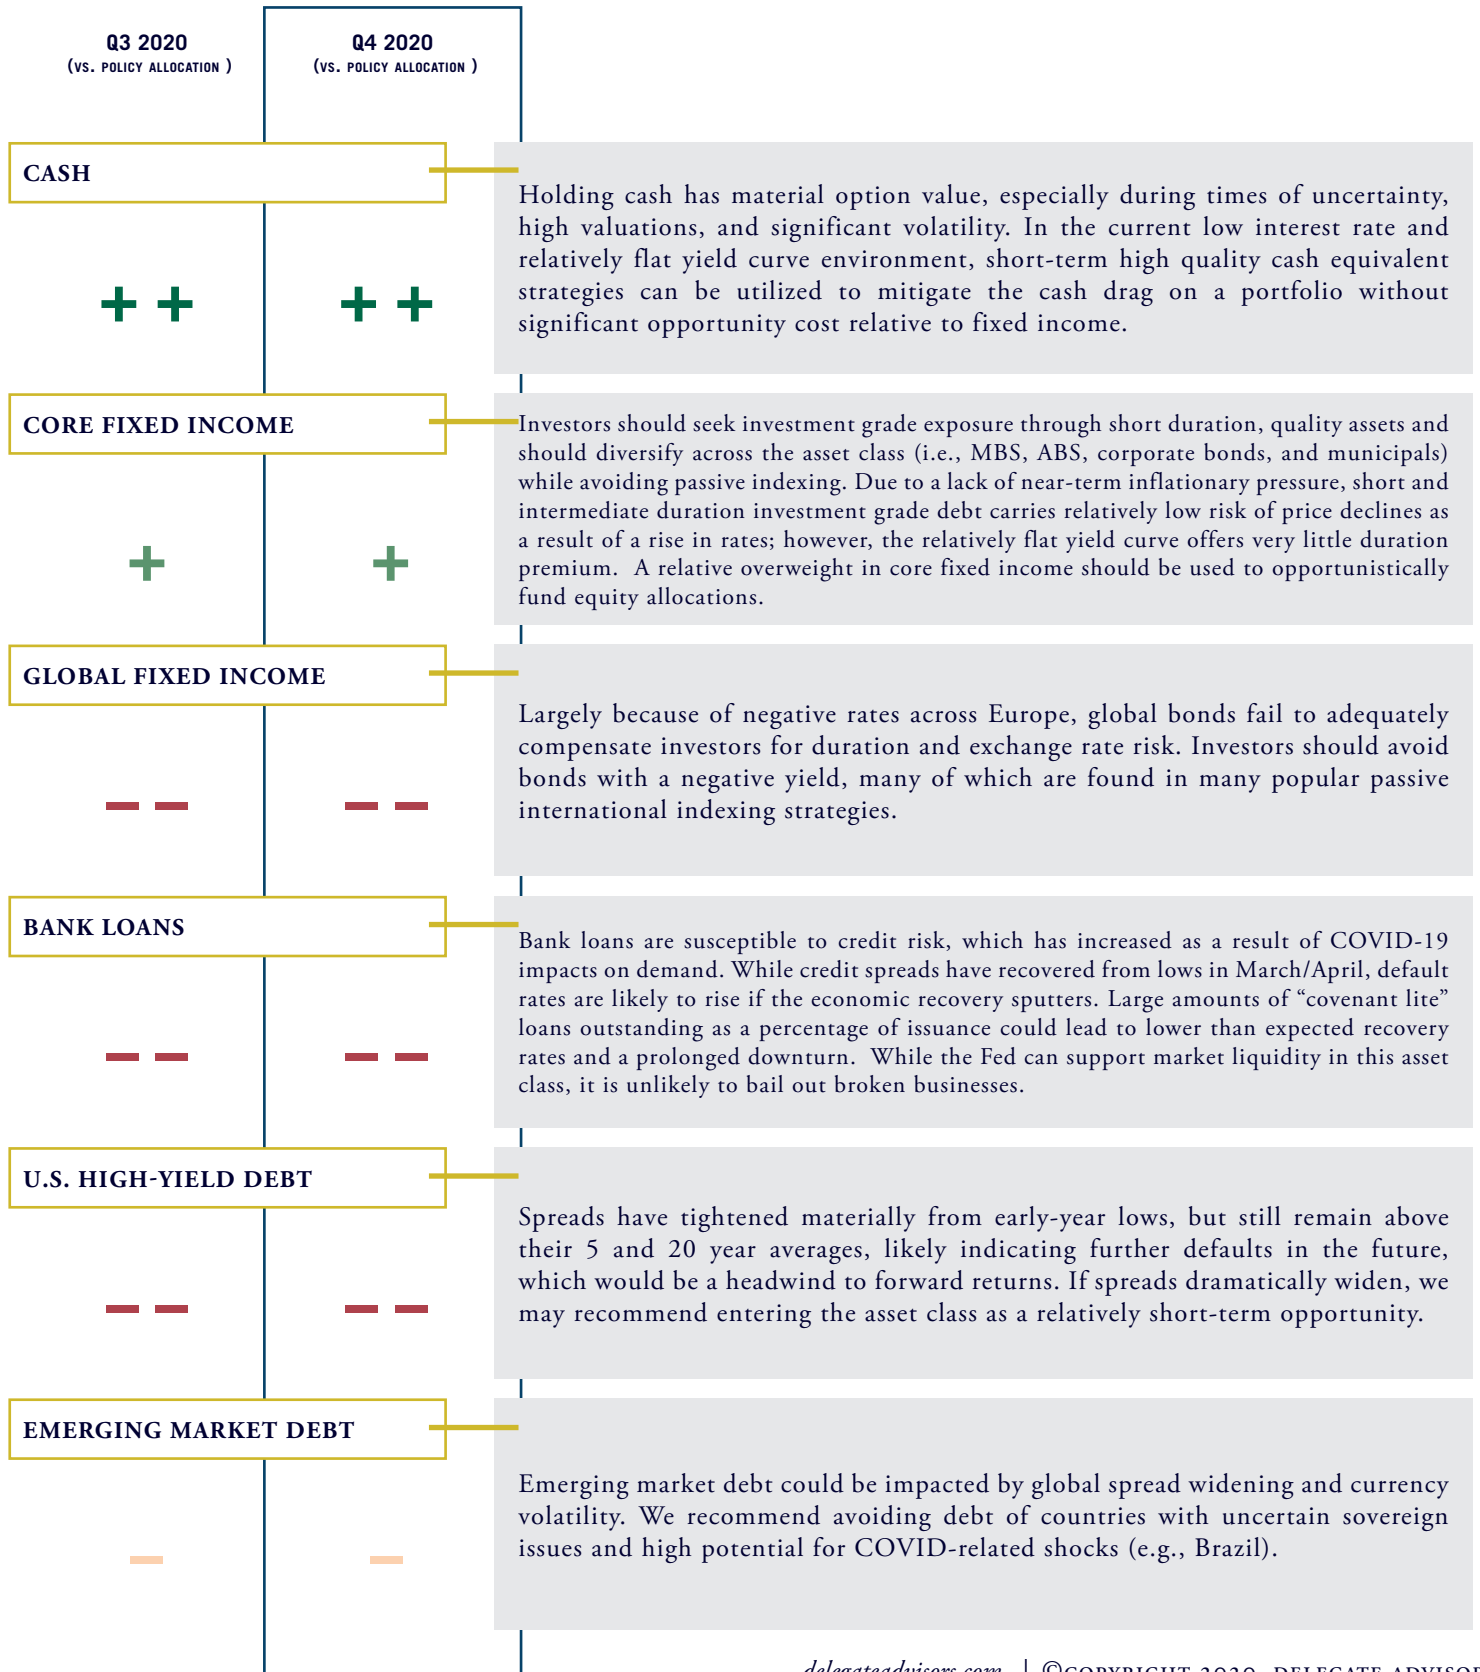 Q3 2020
(VS. POLICY ALLOCATION )
Q4 2020
(VS. POLICY ALLOCATION )
CASH
++ ++
Holding cash has material option value, especially during times of uncertainty,
high valuations, and significant volatility. In the current low interest rate and
relatively flat yield curve environment, short-term high quality cash equivalent
strategies can be utilized to mitigate the cash drag on a portfolio without
significant opportunity cost relative to fixed income.
CORE FIXED INCOME
+ +
Investors should seek investment grade exposure through short duration, quality assets and
should diversify across the asset class (i.e., MBS, ABS, corporate bonds, and municipals)
while avoiding passive indexing. Due to a lack of near-term inflationary pressure, short and
intermediate duration investment grade debt carries relatively low risk of price declines as
a result of a rise in rates; however, the relatively flat yield curve offers very little duration
premium.  A relative overweight in core fixed income should be used to opportunistically
fund equity allocations.
GLOBAL FIXED INCOME
— — — —
Largely because of negative rates across Europe, global bonds fail to adequately
compensate investors for duration and exchange rate risk. Investors should avoid
bonds with a negative yield, many of which are found in many popular passive
international indexing strategies.
BANK LOANS
— — — —
Bank loans are susceptible to credit risk, which has increased as a result of COVID-19
impacts on demand. While credit spreads have recovered from lows in March/April, default
rates are likely to rise if the economic recovery sputters. Large amounts of “covenant lite”
loans outstanding as a percentage of issuance could lead to lower than expected recovery
rates and a prolonged downturn.  While the Fed can support market liquidity in this asset
class, it is unlikely to bail out broken businesses.
U.S. HIGH-YIELD DEBT
— — — —
Spreads have tightened materially from early-year lows, but still remain above
their 5 and 20 year averages, likely indicating further defaults in the future,
which would be a headwind to forward returns. If spreads dramatically widen, we
may recommend entering the asset class as a relatively short-term opportunity.
EMERGING MARKET DEBT
— —
Emerging market debt could be impacted by global spread widening and currency
volatility. We recommend avoiding debt of countries with uncertain sovereign
issues and high potential for COVID-related shocks (e.g., Brazil).
delegateadvisors.com | ©COPYRIGHT 2020, DELEGATE